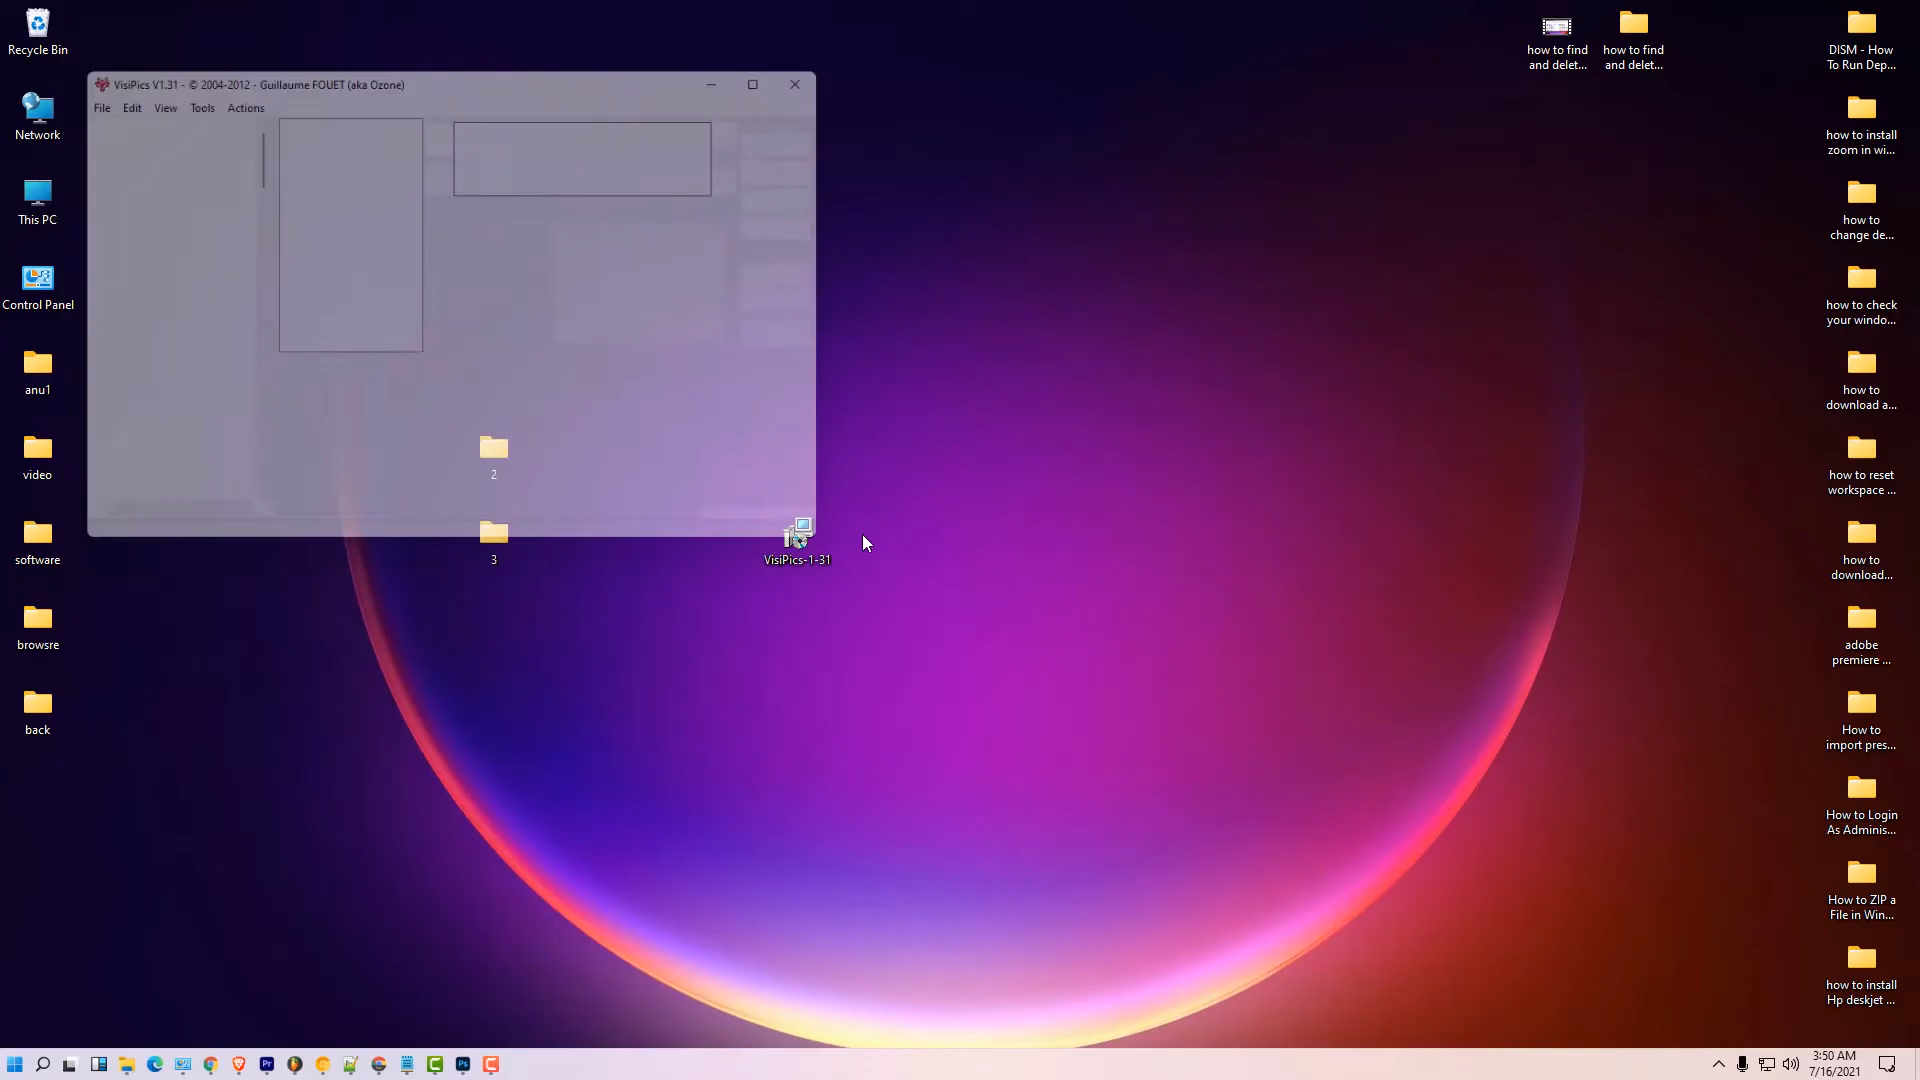 Recycle Bin
Network
This PC
Control Panel
anu1
video
software
browsre
back
VisiPics V1.31 - © 2004-2012 - Guillaume FOUET (aka Ozone)
File Edit View Tools Actions
2
3
VisiPics-1-31
how to find
and delet...
how to find
and delet...
DISM - How
To Run Dep...
how to install
zoom in wi...
how to
change de...
how to check
your windo...
how to
download a...
how to reset
workspace ...
how to
download...
adobe
premiere ...
How to
import pres...
How to Login
As Adminis...
How to ZIP a
File in Win...
how to install
Hp deskjet ...
Pr
Ps
3:50 AM
7/16/2021